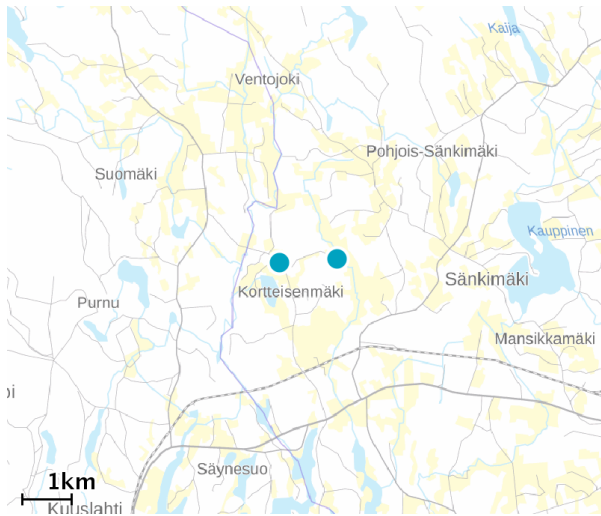 Kaija
Ventojoki
Pohjois-Sänkimäki
Suomäki
Kauppinen
Sänkimäki
Kortteisenmäki
Purnu
Mansikkamäki
Säynesuo
1km
Kuuslahti